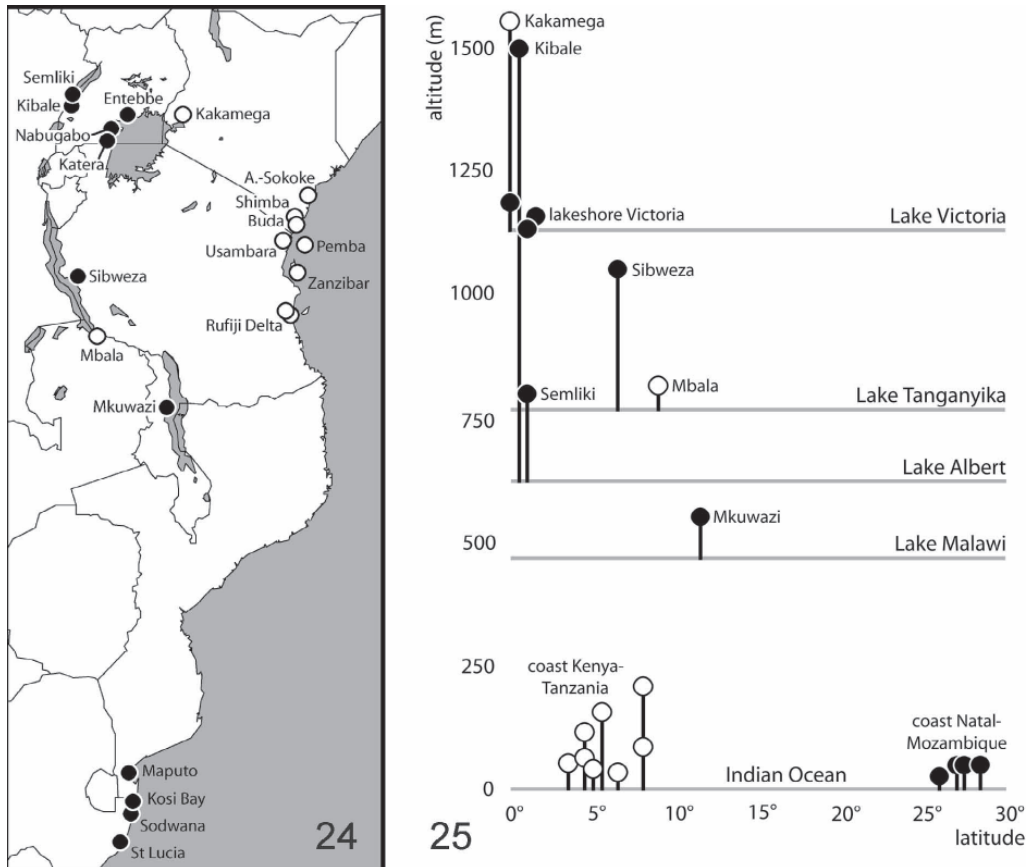 Semliki
Kibale
Entebbe
Kakamega
Nabugabo
Katera
A.-Sokoke
Shimba
Buda
Usambara
Pemba
Zanzibar
Sibweza
Rufiji Delta
Mbala
Mkuwazi
Maputo
Kosi Bay
Sodwana
St Lucia
24
altitude (m)
1500
1250
1000
750
500
250
0
Kakamega
Kibale
lakeshore Victoria
Lake Victoria
Sibweza
Semliki
Mbala
Lake Tanganyika
Lake Albert
Mkuwazi
Lake Malawi
coast Kenya-
Tanzania
coast Natal-
Mozambique
Indian Ocean
0°
5°
10°
15°
20°
25°
30°
latitude
25